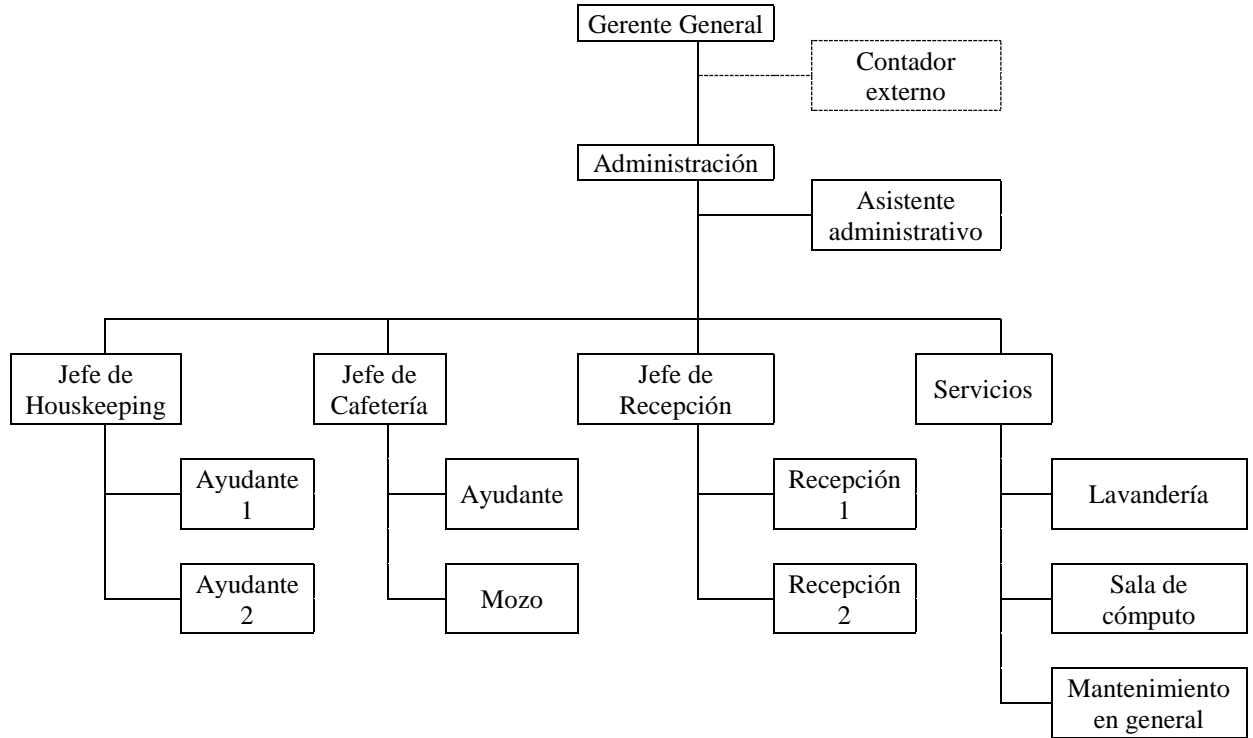 Gerente General
Contador
externo
Administración
Asistente
administrativo
Jefe de
Houskeeping
Jefe de
Cafetería
Jefe de
Recepción
Servicios
Ayudante
1
Ayudante
Recepción
1
Lavandería
Ayudante
2
Mozo
Recepción
2
Sala de
cómputo
Mantenimiento
en general